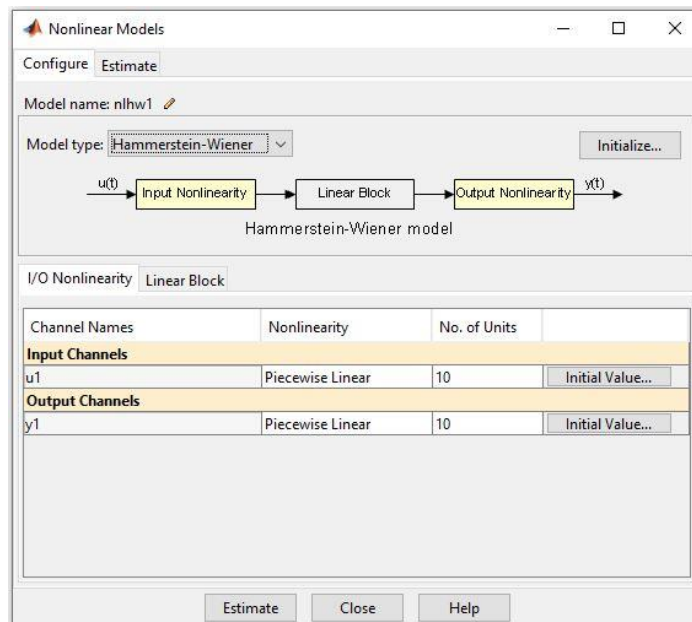 Nonlinear Models
Configure Estimate
Model name: nlhw1
Model type: Hammerstein-Wiener Initialize...
u(t) Input Nonlinearity Linear Block Output Nonlinearity y(t)
Hammerstein-Wiener model
I/O Nonlinearity Linear Block
Channel Names Nonlinearity No. of Units
Input Channels
u1 Piecewise Linear 10 Initial Value...
Output Channels
y1 Piecewise Linear 10 Initial Value...
Estimate Close Help